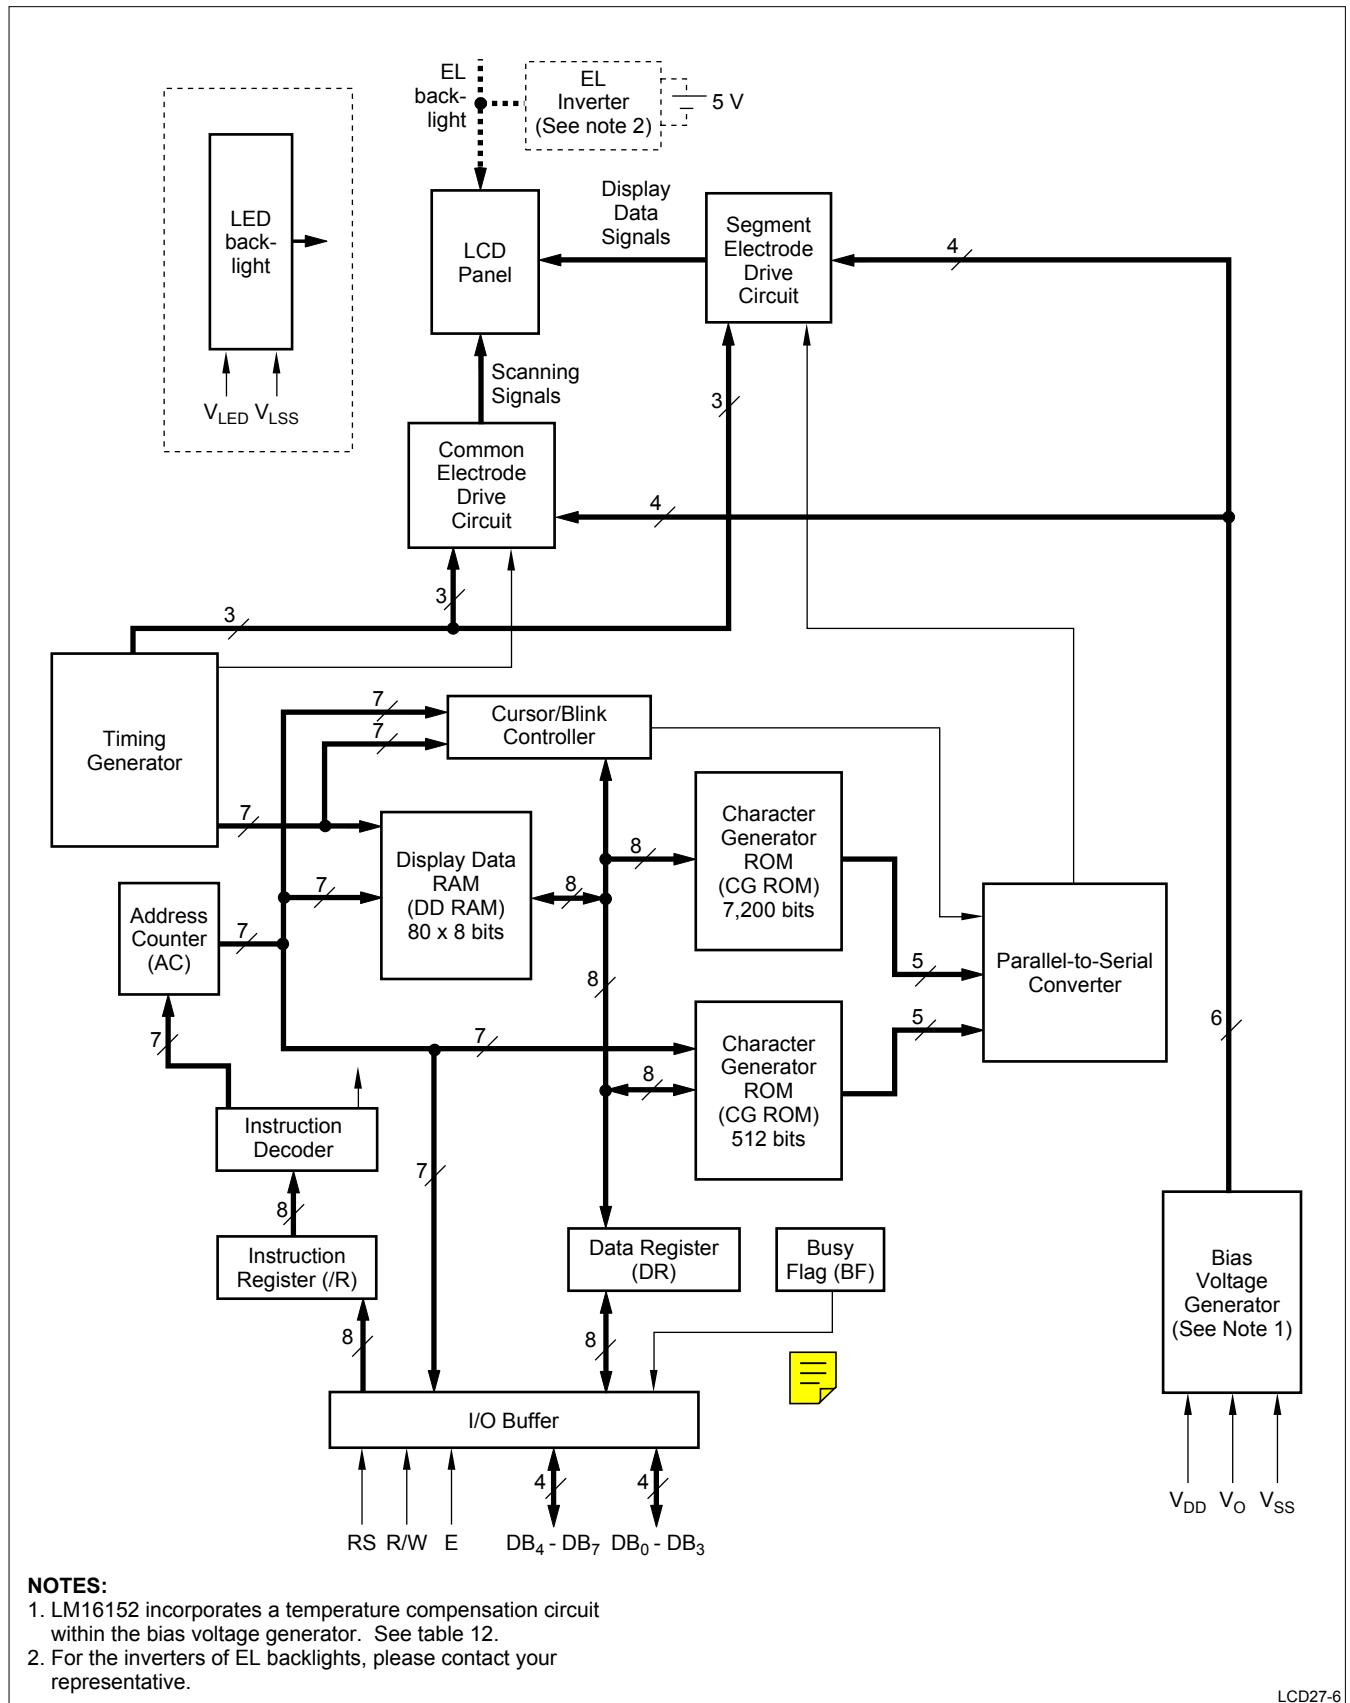 EL
back-
light
EL
Inverter
(See note 2)
5 V
LED
back-
light
V_LED V_LSS
LCD
Panel
Display
Data
Signals
Segment
Electrode
Drive
Circuit
4
Scanning
Signals
3
Common
Electrode
Drive
Circuit
4
3
3
Timing
Generator
7
7
Cursor/Blink
Controller
7
Display Data
RAM
(DD RAM)
80 x 8 bits
7
8
8
Character
Generator
ROM
(CG ROM)
7,200 bits
Address
Counter
(AC)
7
7
8
5
Parallel-to-Serial
Converter
5
6
7
Character
Generator
ROM
(CG ROM)
512 bits
8
Instruction
Decoder
7
8
Instruction
Register (/R)
8
Data Register
(DR)
8
Busy
Flag (BF)
Bias
Voltage
Generator
(See Note 1)
I/O Buffer
4
4
RS R/W E DB4 - DB7 DB0 - DB3
VDD VO VSS
NOTES:
1. LM16152 incorporates a temperature compensation circuit
within the bias voltage generator. See table 12.
2. For the inverters of EL backlights, please contact your
representative.
LCD27-6